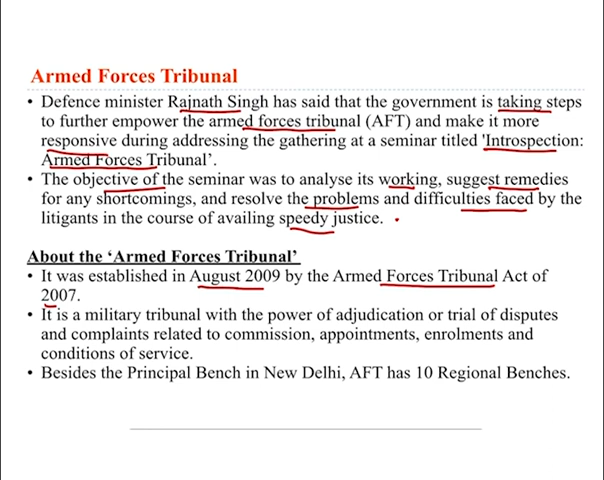 Armed Forces Tribunal
• Defence minister Rajnath Singh has said that the government is taking steps
to further empower the armed forces tribunal (AFT) and make it more
responsive during addressing the gathering at a seminar titled 'Introspection:
Armed Forces Tribunal’.
• The objective of the seminar was to analyse its working, suggest remedies
for any shortcomings, and resolve the problems and difficulties faced by the
litigants in the course of availing speedy justice.
About the ‘Armed Forces Tribunal’
• It was established in August 2009 by the Armed Forces Tribunal Act of
2007.
• It is a military tribunal with the power of adjudication or trial of disputes
and complaints related to commission, appointments, enrolments and
conditions of service.
• Besides the Principal Bench in New Delhi, AFT has 10 Regional Benches.